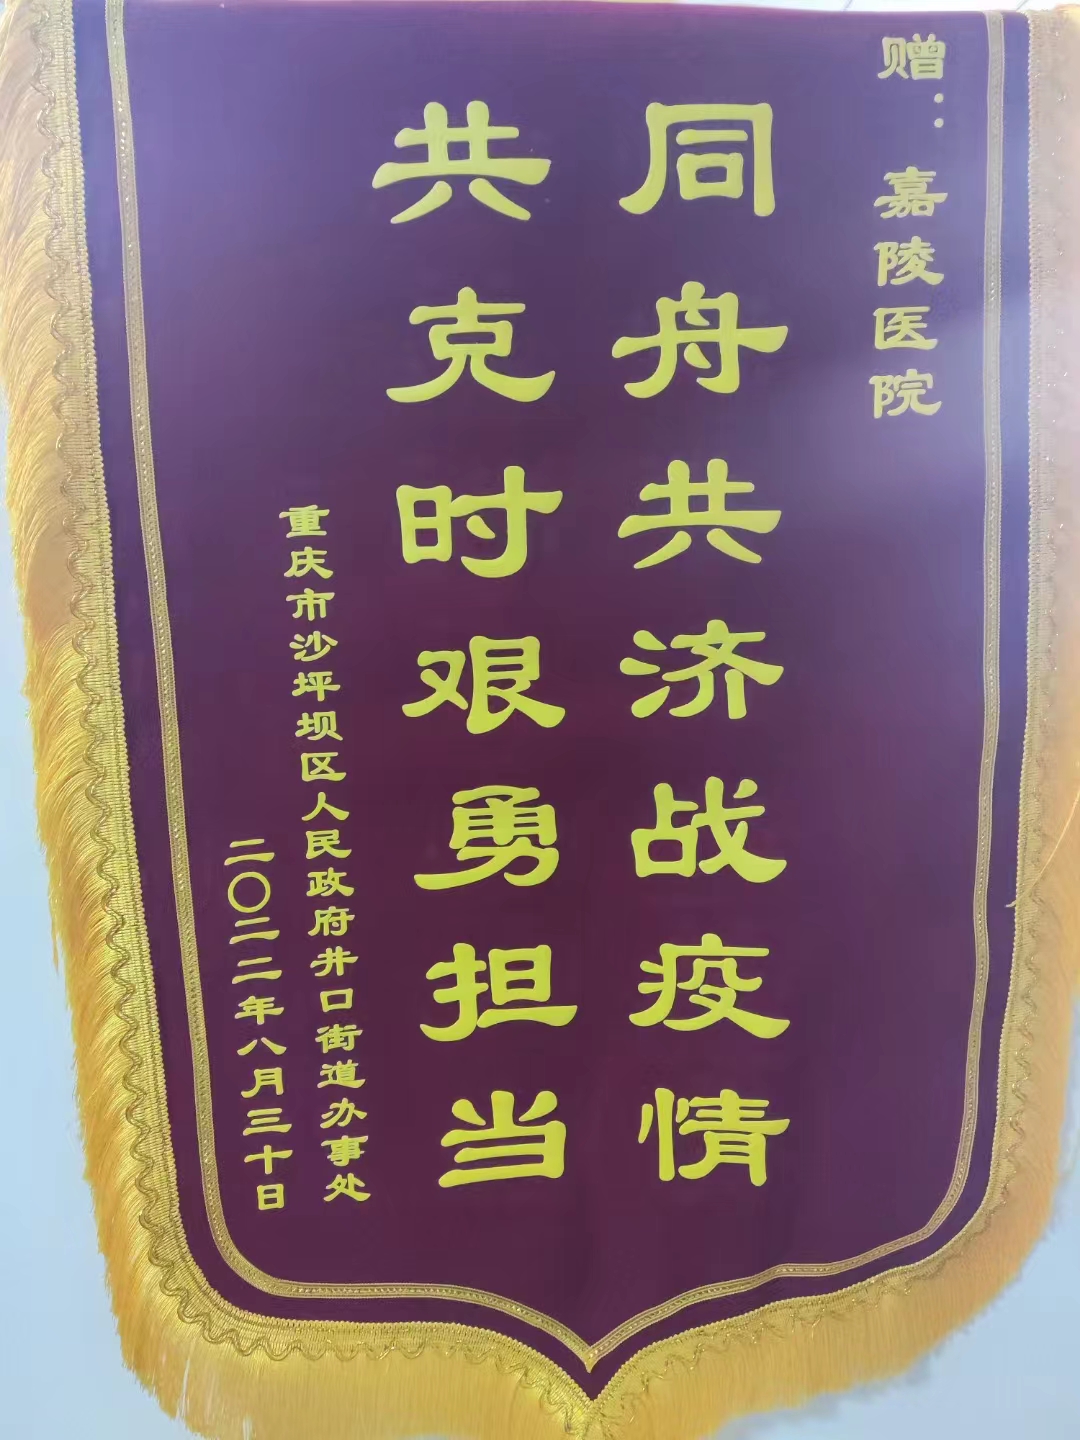 赠：嘉陵医院
同舟共济战疫情
共克时艰勇担当
重庆市沙坪坝区人民政府井口街道办事处
二〇二二年八月三十日